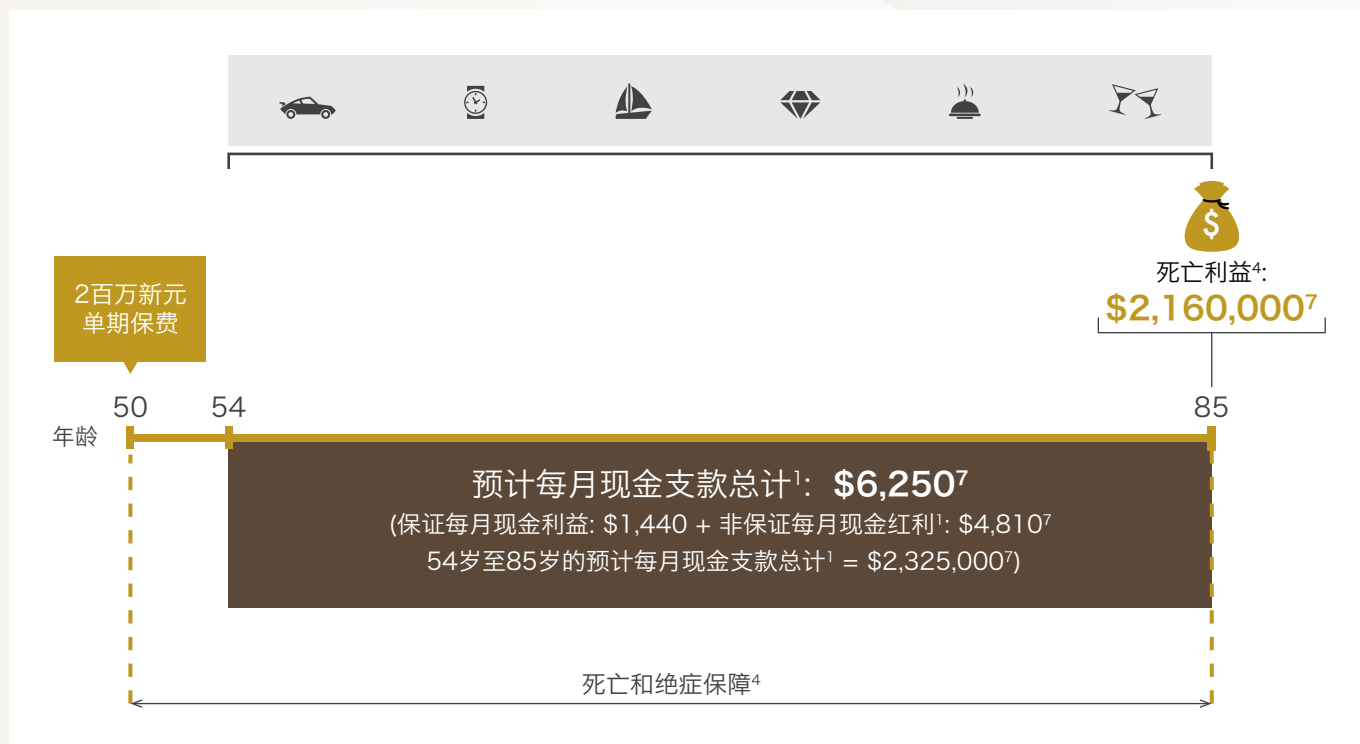 $
死亡利益⁴:
$2,160,000⁷
2百万新元
单期保费
50
54
85
年龄
预计每月现金支款总计¹: $6,250⁷
(保证每月现金利益: $1,440 + 非保证每月现金红利¹: $4,810⁷
54岁至85岁的预计每月现金支款总计¹ = $2,325,000⁷)
死亡和绝症保障⁴